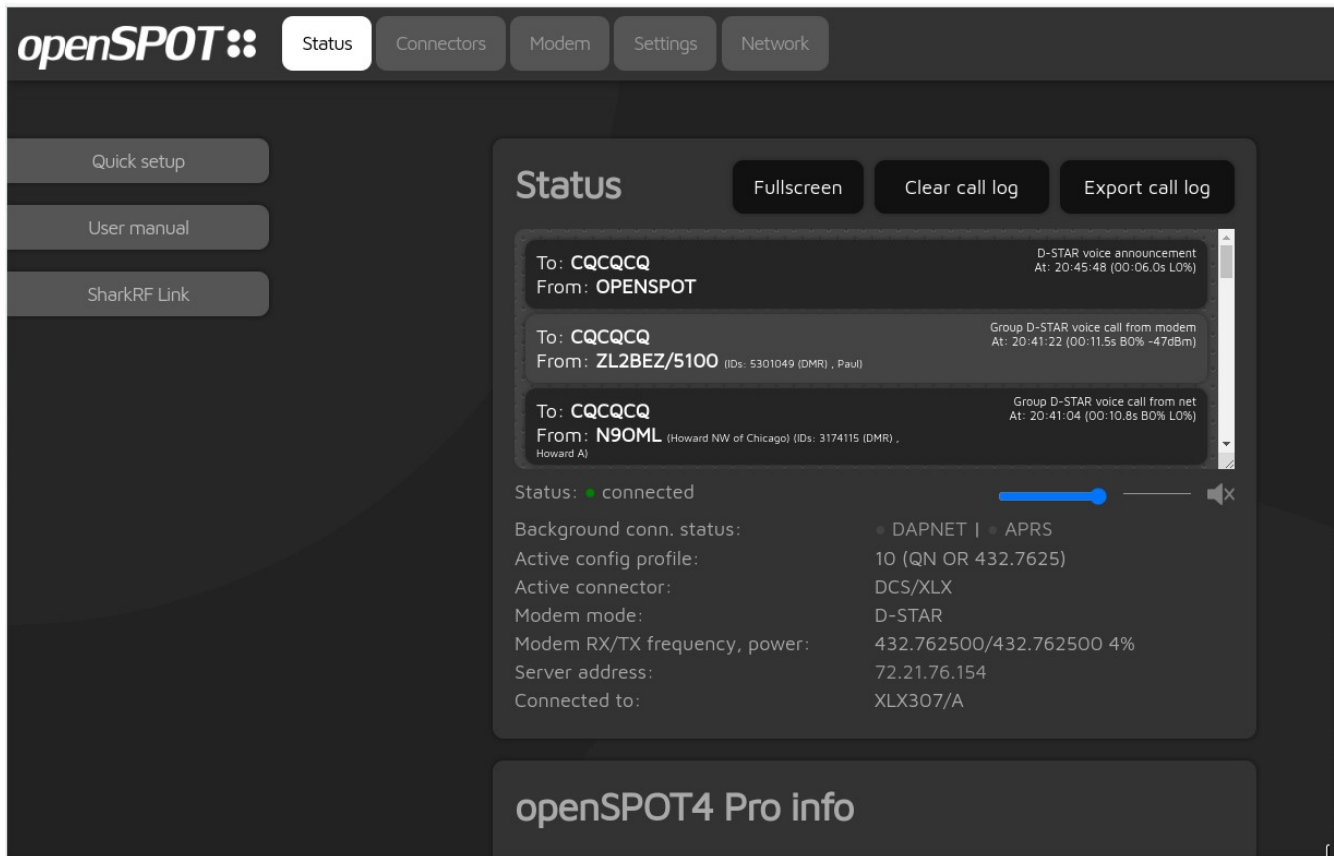 openSPOT
Status
Connectors
Modem
Settings
Network
Quick setup
User manual
SharkRF Link
Status
Fullscreen
Clear call log
Export call log
To: CQCQCQ
D-STAR voice announcement
At: 20:45:48 (00:06.0s L0%)
From: OPENSPOT
To: CQCQCQ
Group D-STAR voice call from modem
At: 20:41:22 (00:11.5s B0% -47dBm)
From: ZL2BEZ/5100 (IDs: 5301049 (DMR) , Paul)
To: CQCQCQ
Group D-STAR voice call from net
At: 20:41:04 (00:10.8s B0% L0%)
From: N9OML (Howard NW of Chicago) (IDs: 3174115 (DMR) ,
Howard A)
Status: connected
Background conn. status: DAPNET | APRS
Active config profile: 10 (QN OR 432.7625)
Active connector: DCS/XLX
Modem mode: D-STAR
Modem RX/TX frequency, power: 432.762500/432.762500 4%
Server address: 72.21.76.154
Connected to: XLX307/A
openSPOT4 Pro info